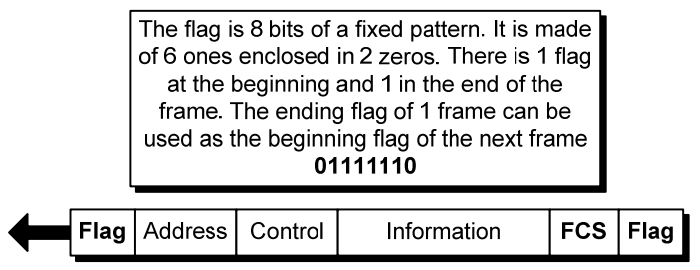 The flag is 8 bits of a fixed pattern. It is made
of 6 ones enclosed in 2 zeros. There is 1 flag
at the beginning and 1 in the end of the
frame. The ending flag of 1 frame can be
used as the beginning flag of the next frame
01111110
Flag Address Control Information FCS Flag